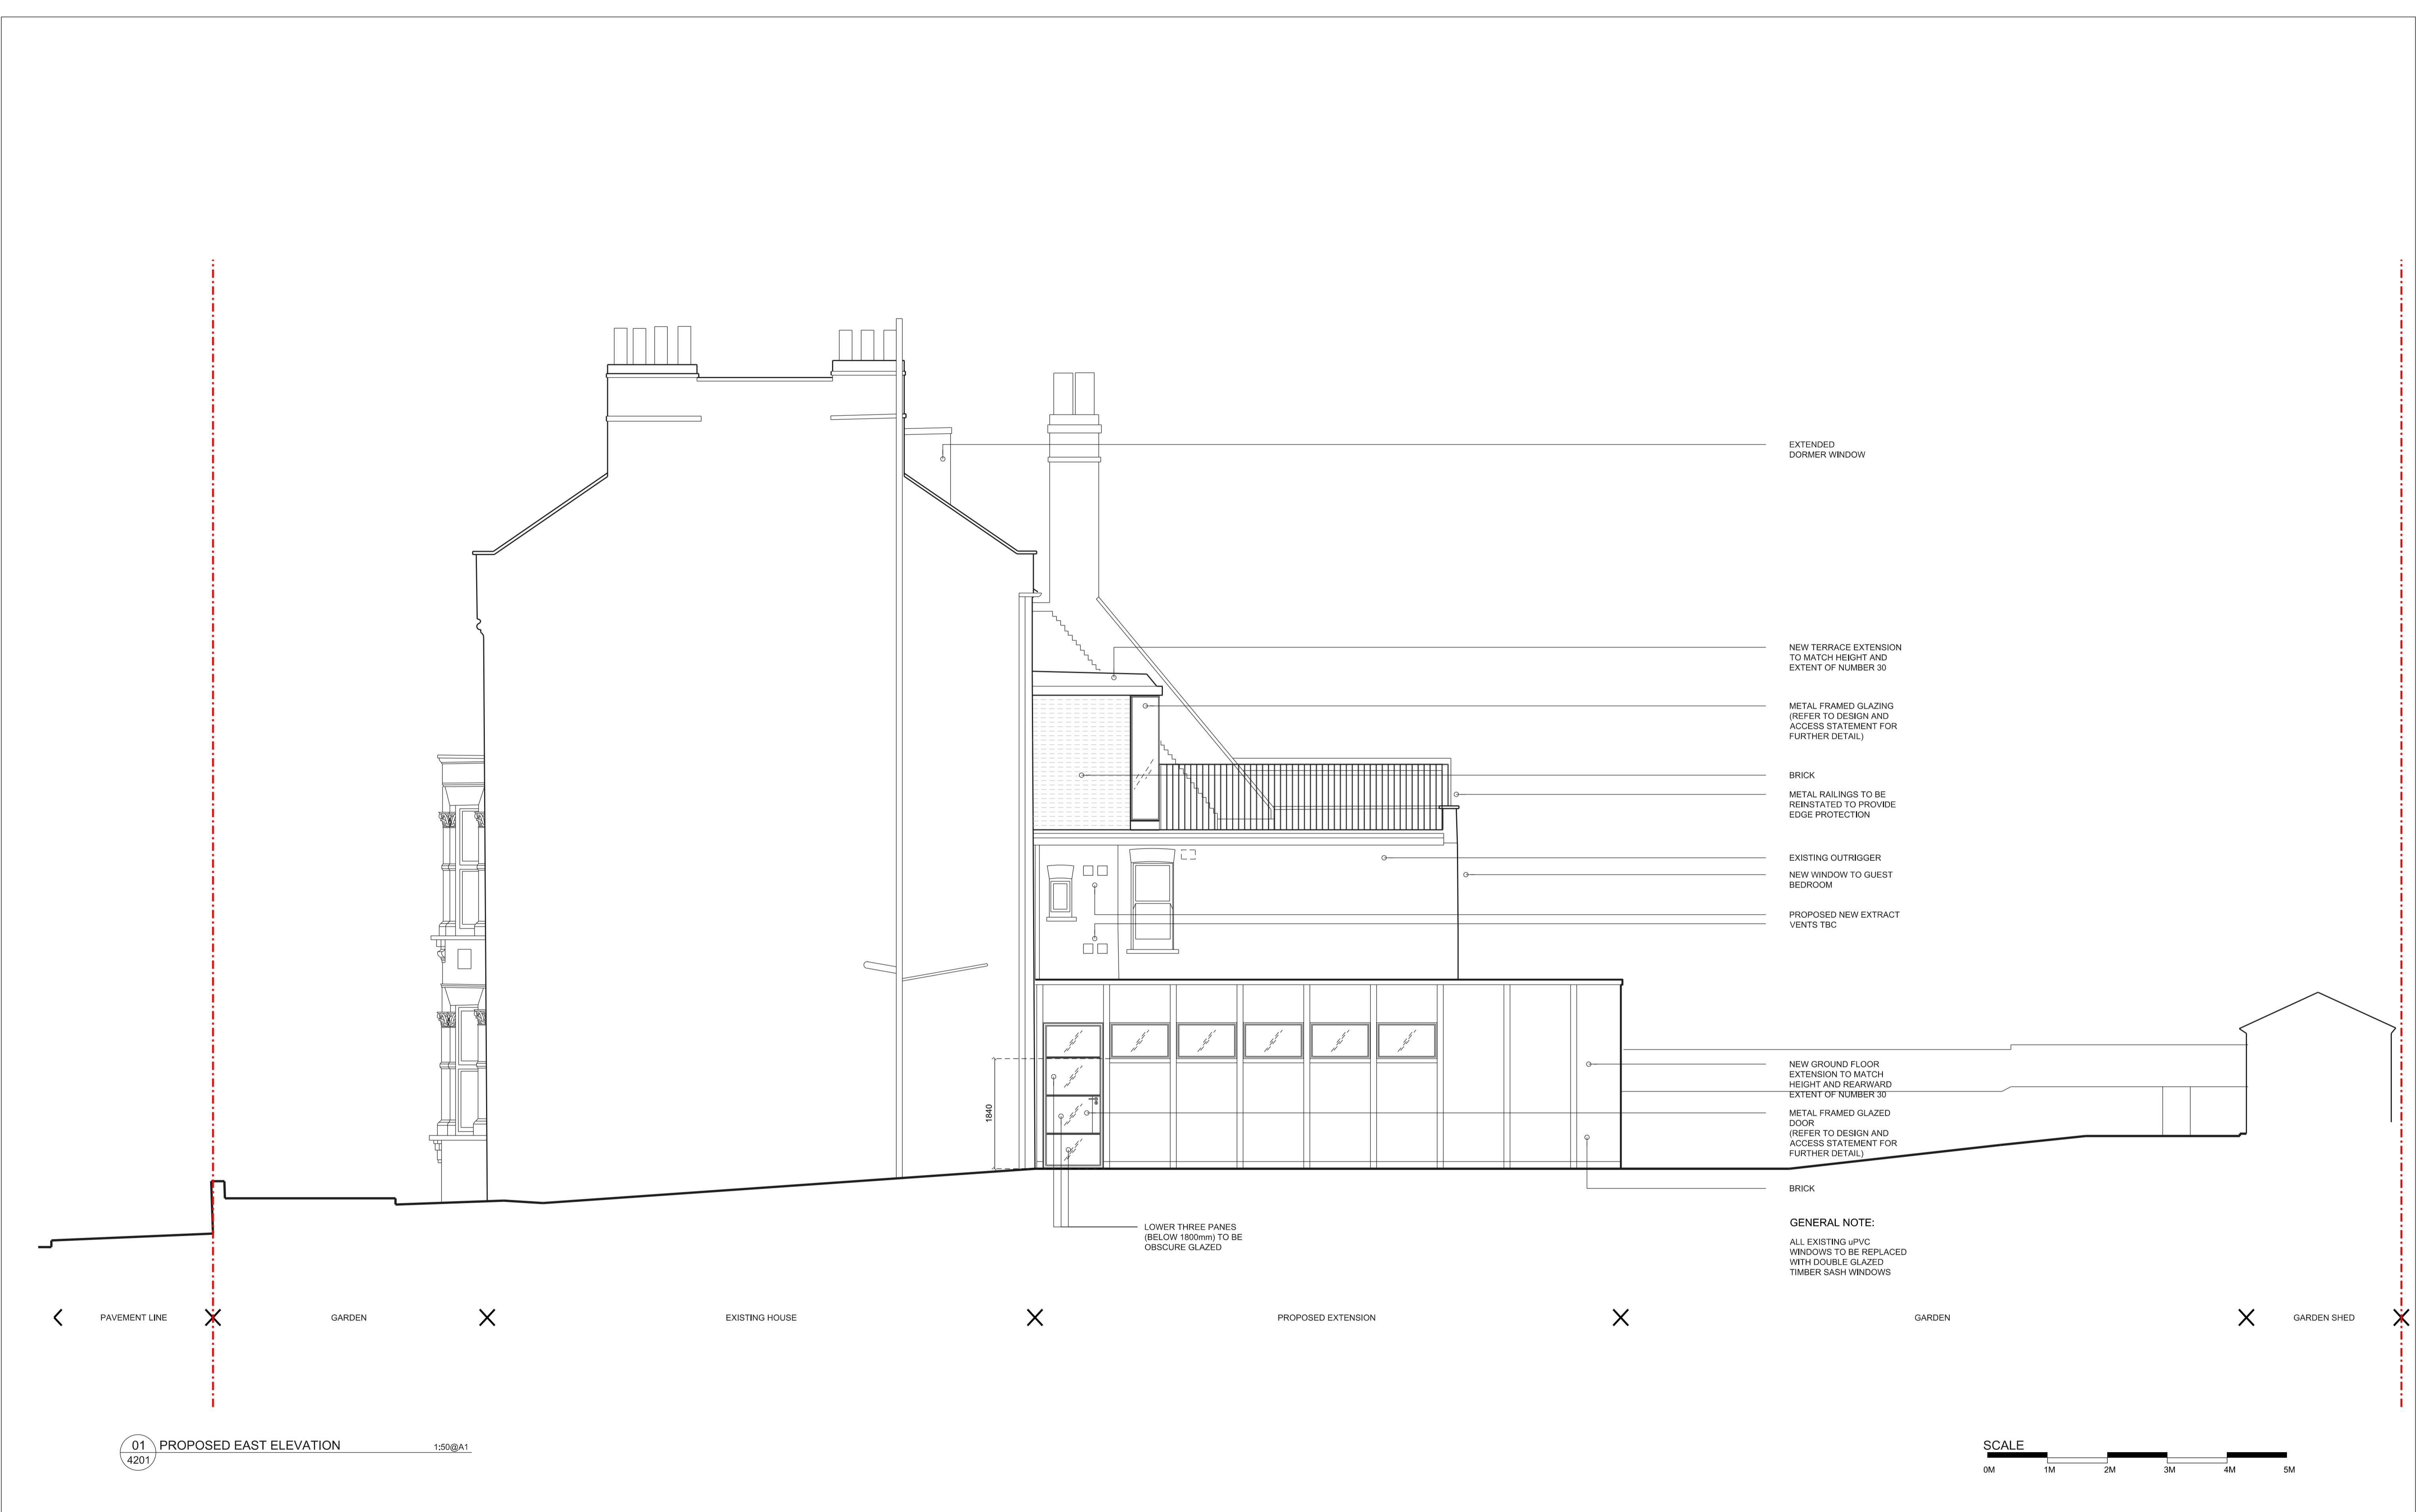 EXTENDED
DORMER WINDOW
NEW TERRACE EXTENSION
TO MATCH HEIGHT AND
EXTENT OF NUMBER 30
METAL FRAMED GLAZING
(REFER TO DESIGN AND
ACCESS STATEMENT FOR
FURTHER DETAIL)
BRICK
METAL RAILINGS TO BE
REINSTATED TO PROVIDE
EDGE PROTECTION
EXISTING OUTRIGGER
NEW WINDOW TO GUEST
BEDROOM
PROPOSED NEW EXTRACT
VENTS TBC
NEW GROUND FLOOR
EXTENSION TO MATCH
HEIGHT AND REARWARD
EXTENT OF NUMBER 30
METAL FRAMED GLAZED
DOOR
(REFER TO DESIGN AND
ACCESS STATEMENT FOR
FURTHER DETAIL)
BRICK
1840
LOWER THREE PANES
(BELOW 1800mm) TO BE
OBSCURE GLAZED
GENERAL NOTE:
ALL EXISTING uPVC
WINDOWS TO BE REPLACED
WITH DOUBLE GLAZED
TIMBER SASH WINDOWS
PAVEMENT LINE
GARDEN
EXISTING HOUSE
PROPOSED EXTENSION
GARDEN
GARDEN SHED
01
4201
PROPOSED EAST ELEVATION
1:50@A1
SCALE
0M 1M 2M 3M 4M 5M